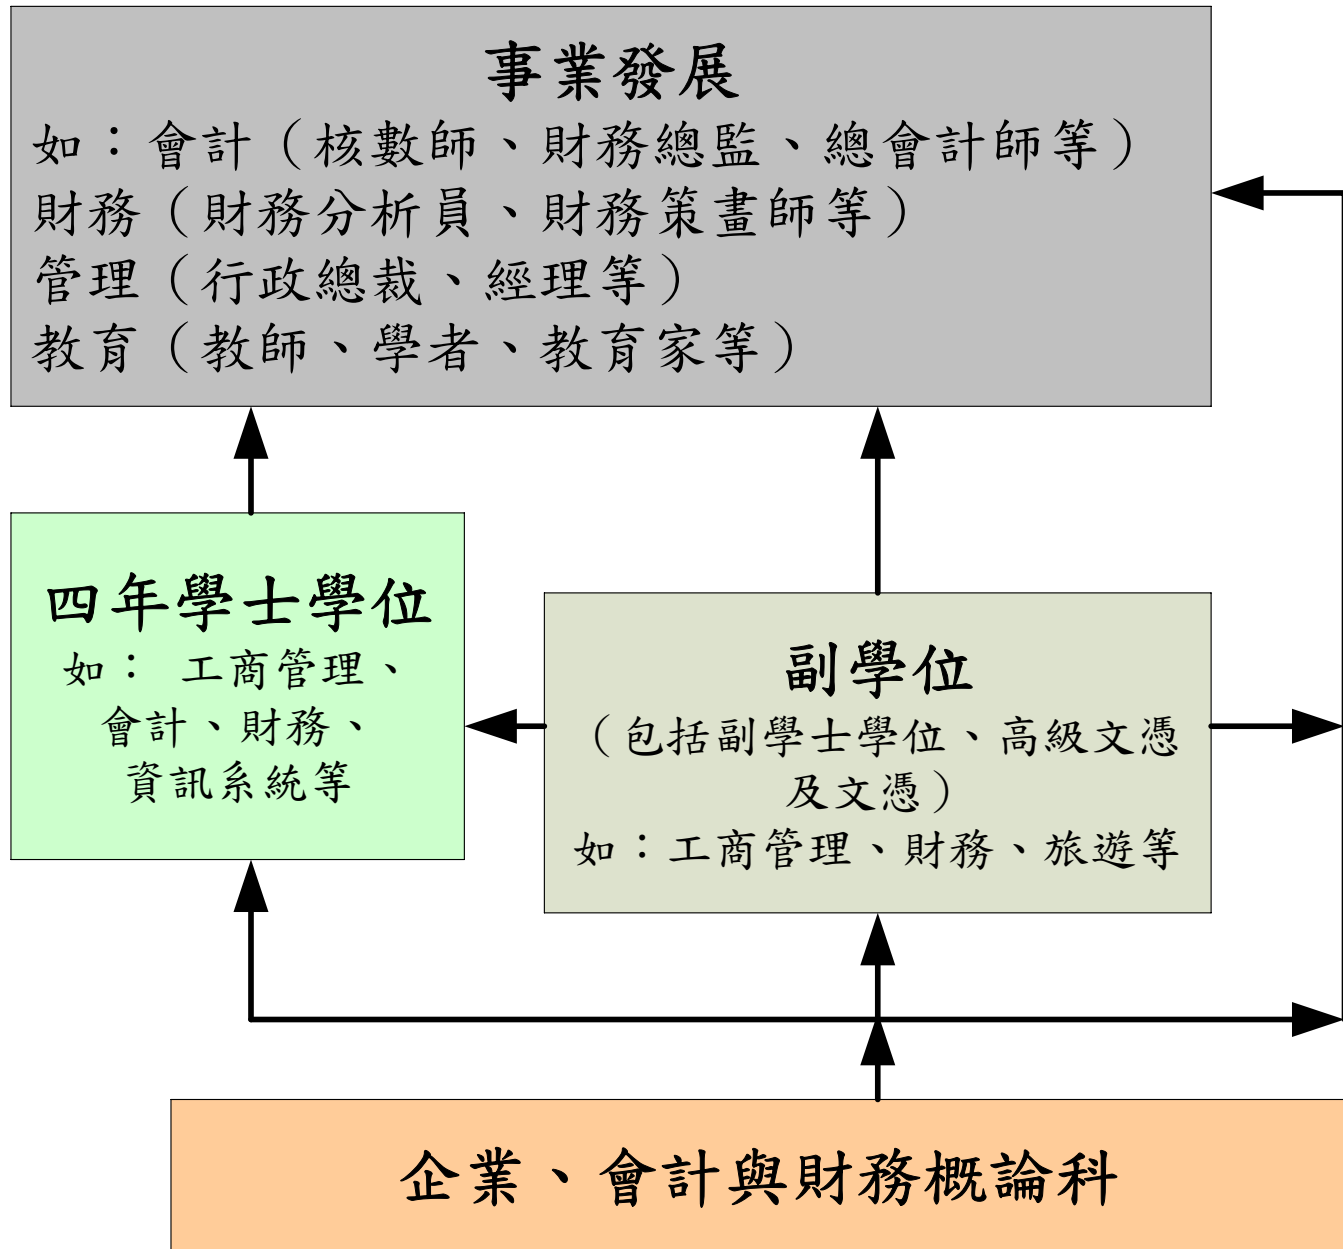 事業發展
如：會計（核數師、財務總監、總會計師等）
財務（財務分析員、財務策畫師等）
管理（行政總裁、經理等）
教育（教師、學者、教育家等）
四年學士學位
如： 工商管理、
會計、財務、
資訊系統等
副學位
（包括副學士學位、高級文憑
及文憑）
如：工商管理、財務、旅遊等
企業、會計與財務概論科